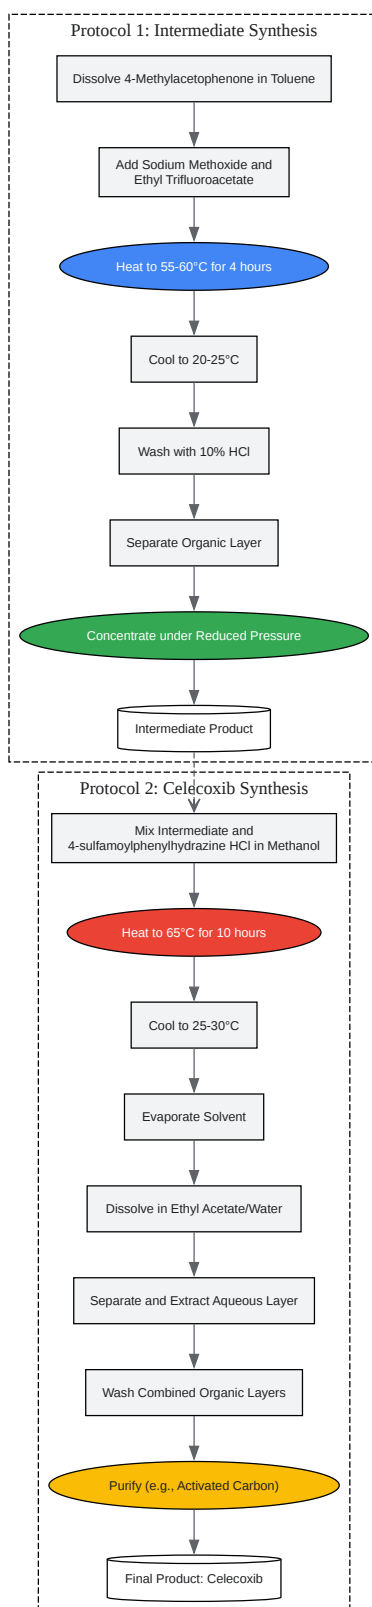 Protocol 1: Intermediate Synthesis
Dissolve 4-Methylacetophenone in Toluene
Add Sodium Methoxide and
Ethyl Trifluoroacetate
Heat to 55-60°C for 4 hours
Cool to 20-25°C
Wash with 10% HCl
Separate Organic Layer
Concentrate under Reduced Pressure
Intermediate Product
Protocol 2: Celecoxib Synthesis
Mix Intermediate and
4-sulfamoylphenylhydrazine HCl in Methanol
Heat to 65°C for 10 hours
Cool to 25-30°C
Evaporate Solvent
Dissolve in Ethyl Acetate/Water
Separate and Extract Aqueous Layer
Wash Combined Organic Layers
Purify (e.g., Activated Carbon)
Final Product: Celecoxib